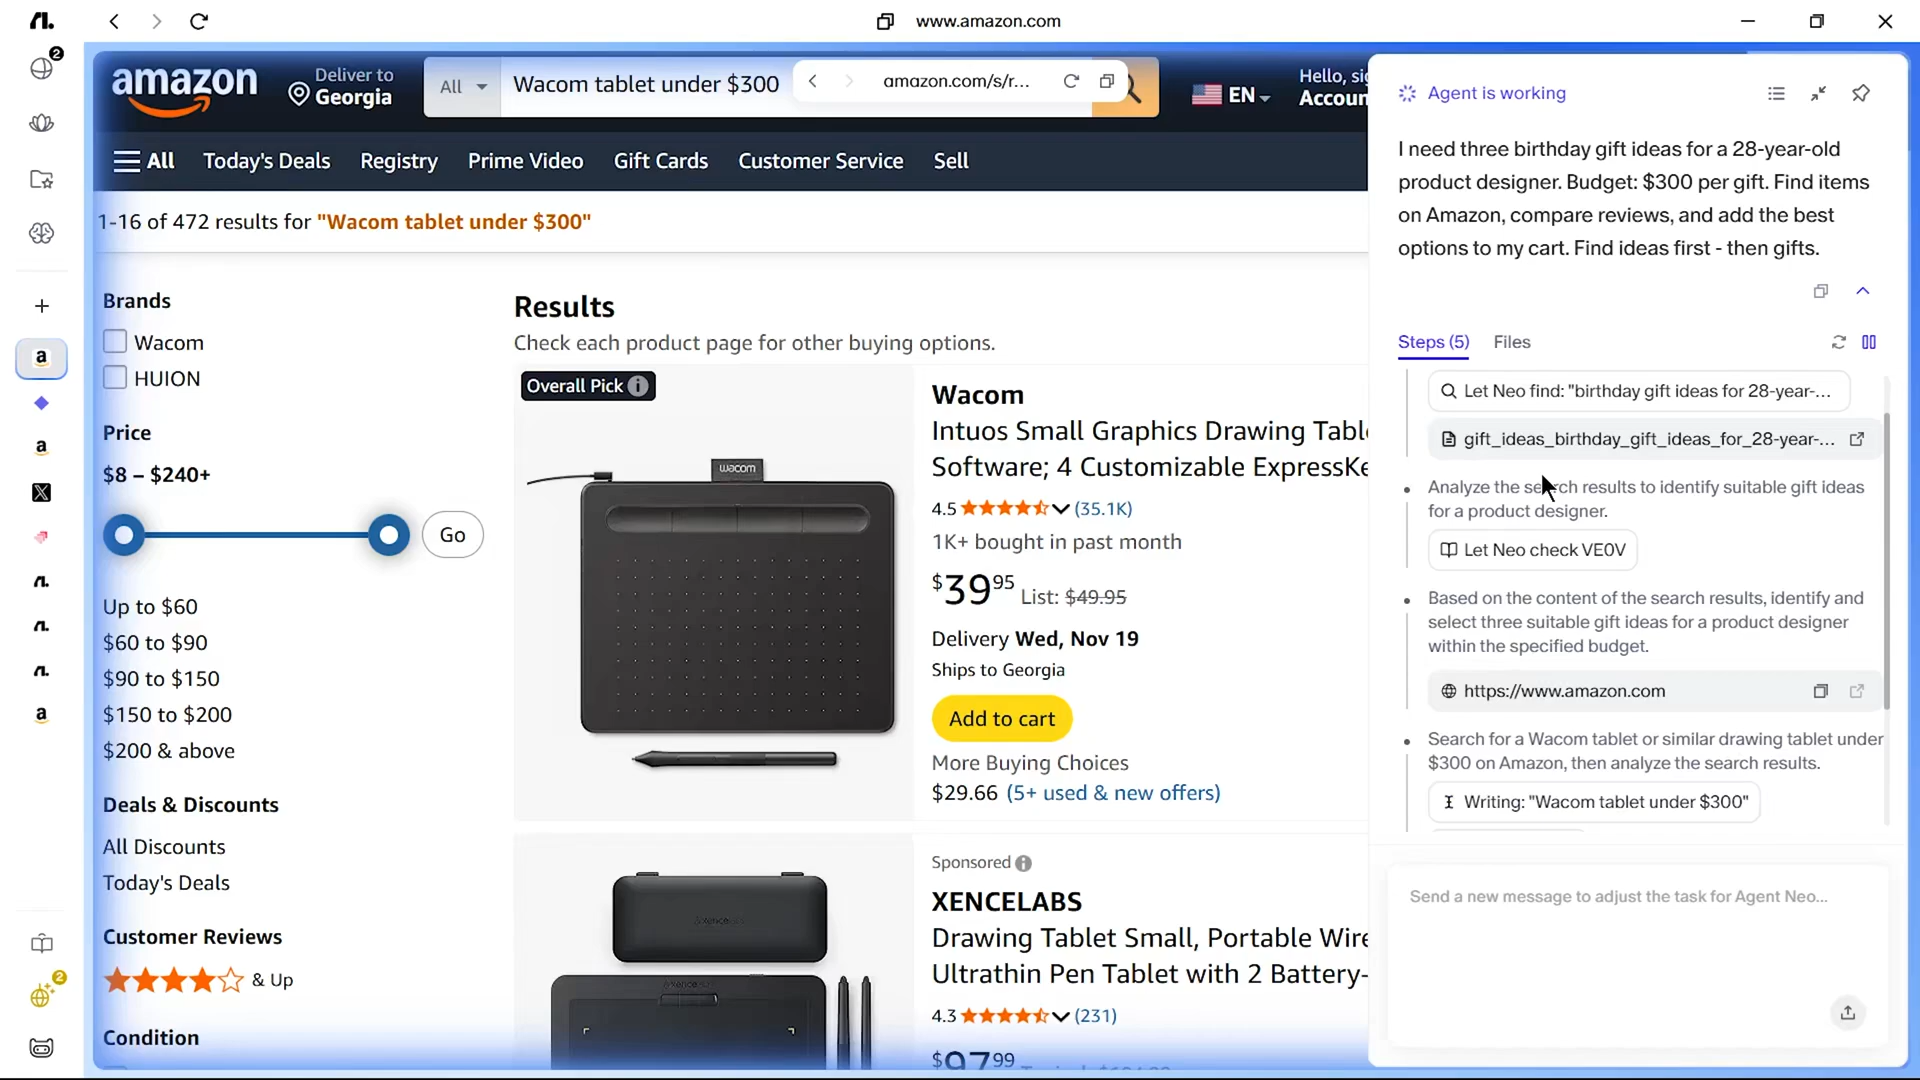 www.amazon.com
2
amazon
Deliver to
Georgia
All
Wacom tablet under $300
amazon.com/s/r...
EN
Hello, sig
Accoun
All
Today's Deals
Registry
Prime Video
Gift Cards
Customer Service
Sell
1-16 of 472 results for "Wacom tablet under $300"
Brands
Wacom
HUION
Price
$8 – $240+
Go
Up to $60
$60 to $90
$90 to $150
$150 to $200
$200 & above
Deals & Discounts
All Discounts
Today's Deals
Customer Reviews
& Up
Condition
Results
Check each product page for other buying options.
Overall Pick
wacom
Wacom
Intuos Small Graphics Drawing Tabl
Software; 4 Customizable ExpressKe
4.5 (35.1K)
1K+ bought in past month
$39 95 List: $49.95
Delivery Wed, Nov 19
Ships to Georgia
Add to cart
More Buying Choices
$29.66 (5+ used & new offers)
Sponsored
XENCELABS
Drawing Tablet Small, Portable Wire
Ultrathin Pen Tablet with 2 Battery-
4.3 (231)
$97 99
Agent is working
I need three birthday gift ideas for a 28-year-old
product designer. Budget: $300 per gift. Find items
on Amazon, compare reviews, and add the best
options to my cart. Find ideas first - then gifts.
Steps (5)
Files
Let Neo find: "birthday gift ideas for 28-year-...
gift_ideas_birthday_gift_ideas_for_28-year-...
Analyze the search results to identify suitable gift ideas
for a product designer.
Let Neo check VE0V
Based on the content of the search results, identify and
select three suitable gift ideas for a product designer
within the specified budget.
https://www.amazon.com
Search for a Wacom tablet or similar drawing tablet under
$300 on Amazon, then analyze the search results.
Writing: "Wacom tablet under $300"
Send a new message to adjust the task for Agent Neo...
a
a
a
2